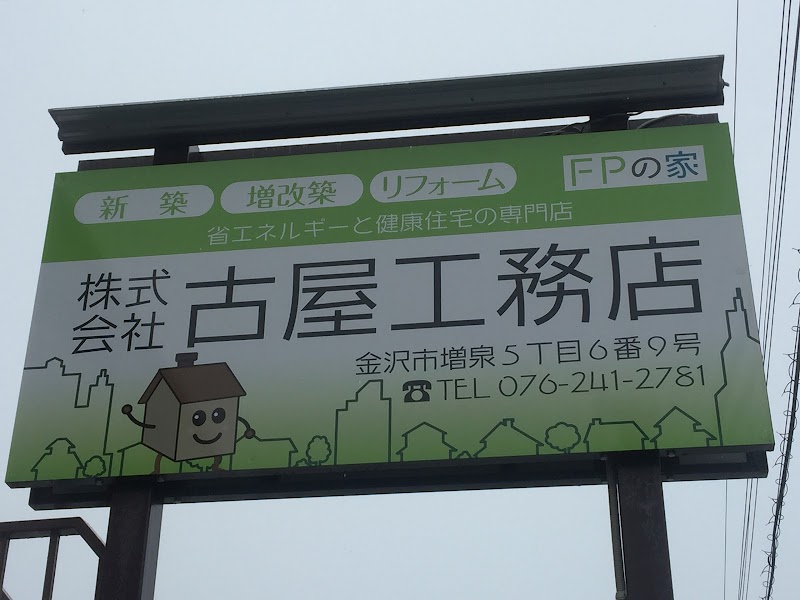 新築 増改築 リフォーム FPの家
省エネルギーと健康住宅の専門店
株式会社 古屋工務店
金沢市増泉5丁目6番9号
☎TEL 076-241-2781